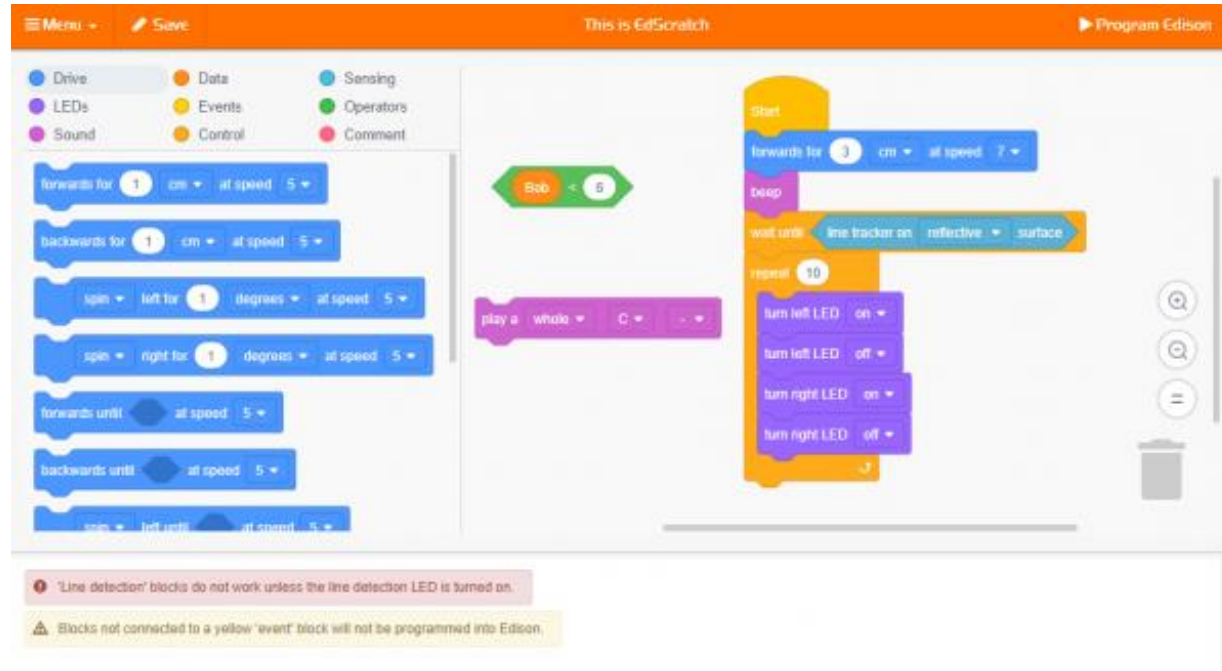 Menu Save This is EdScratch Program Edison
Drive Data Sensing
LEDs Events Operators
Sound Control Comment
forwards for 1 cm at speed 5
backwards for 1 cm at speed 5
spin left for 1 degrees at speed 5
spin right for 1 degrees at speed 5
forwards until at speed 5
backwards until at speed 5
spin left until at speed 5
Bob < 5
play a whole C -
Start
forwards for 3 cm at speed 7
beep
wait until line tracker on reflective surface
repeat 10
turn left LED on
turn left LED off
turn right LED on
turn right LED off
=
'Line detection' blocks do not work unless the line detection LED is turned on.
Blocks not connected to a yellow 'event' block will not be programmed into Edison.